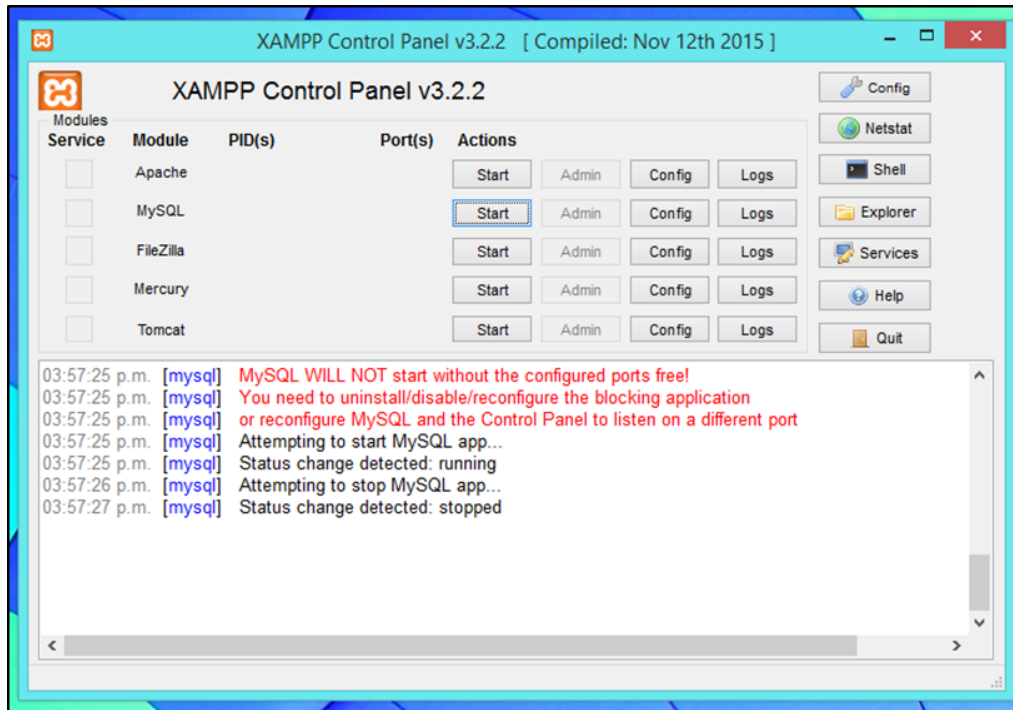 XAMPP Control Panel v3.2.2 [ Compiled: Nov 12th 2015 ]
XAMPP Control Panel v3.2.2
Config
Modules
Service Module PID(s) Port(s) Actions
Netstat
Apache Start Admin Config Logs
Shell
MySQL Start Admin Config Logs
Explorer
FileZilla Start Admin Config Logs
Services
Mercury Start Admin Config Logs
Help
Tomcat Start Admin Config Logs
Quit
03:57:25 p.m. [mysql] MySQL WILL NOT start without the configured ports free!
03:57:25 p.m. [mysql] You need to uninstall/disable/reconfigure the blocking application
03:57:25 p.m. [mysql] or reconfigure MySQL and the Control Panel to listen on a different port
03:57:25 p.m. [mysql] Attempting to start MySQL app...
03:57:25 p.m. [mysql] Status change detected: running
03:57:26 p.m. [mysql] Attempting to stop MySQL app...
03:57:27 p.m. [mysql] Status change detected: stopped